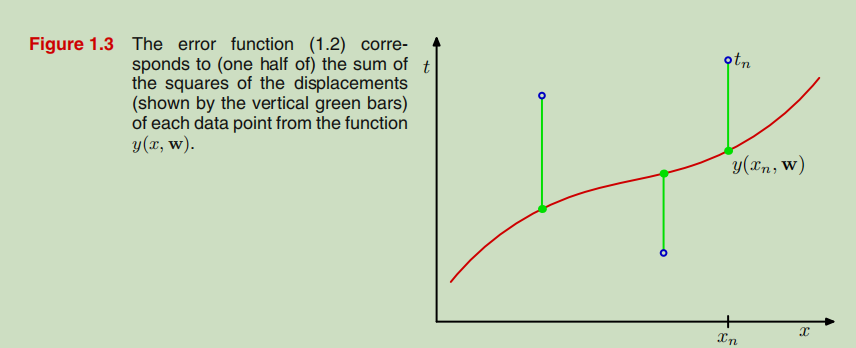 Figure 1.3 The error function (1.2) corre-
sponds to (one half of) the sum of
the squares of the displacements
(shown by the vertical green bars)
of each data point from the function
y(x, w).
t
tn
y(xn, w)
xn
x